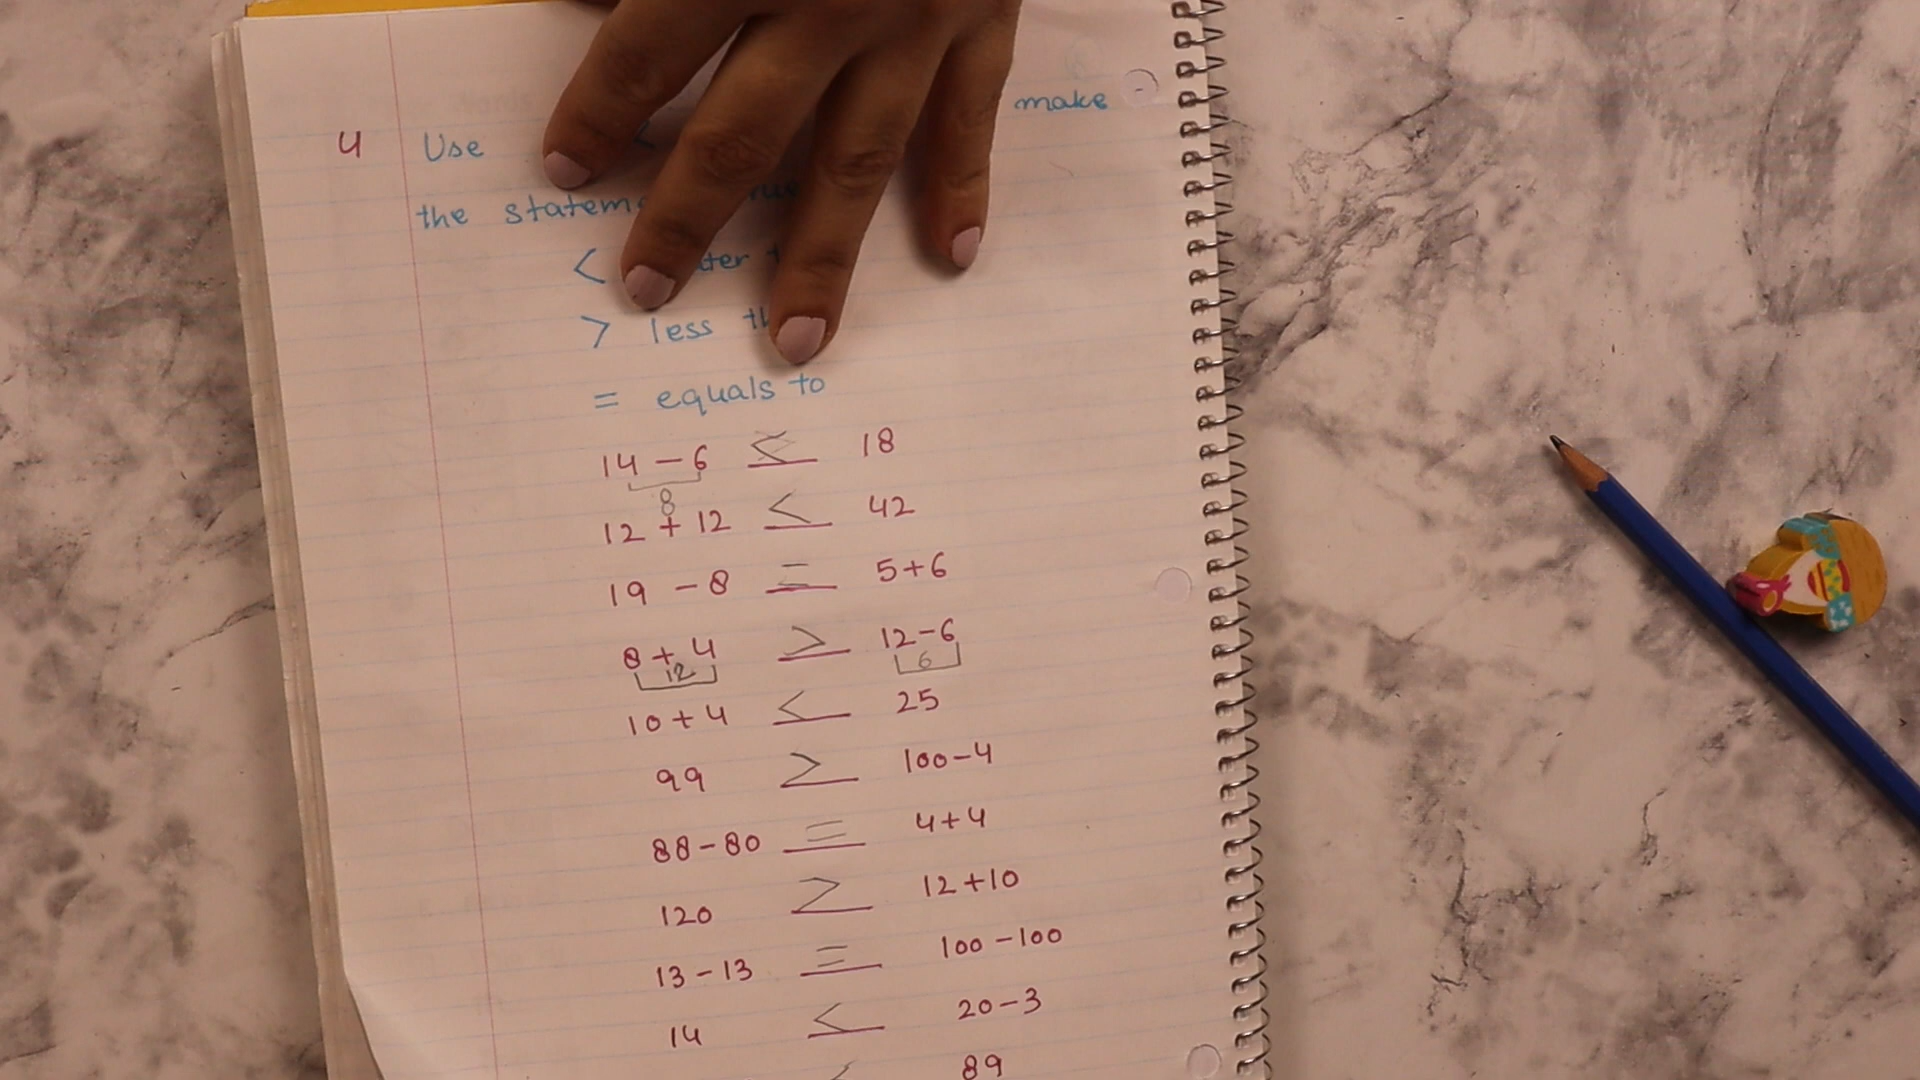 make
4 Use <
the
<
> less
= equals to
14 - 6 < 18
8
12 + 12 < 42
19 - 8 = 5+6
8 + 4 > 12-6
12 6
10 + 4 < 25
99 > 100-4
88-80 = 4+4
120 > 12+10
13-13 = 100-100
14 < 20-3
89